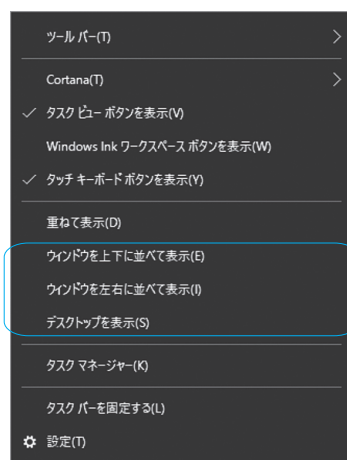 ツール バー(T)
Cortana(T)
タスク ビュー ボタンを表示(V)
Windows Ink ワークスペース ボタンを表示(W)
タッチ キーボード ボタンを表示(Y)
重ねて表示(D)
ウィンドウを上下に並べて表示(E)
ウィンドウを左右に並べて表示(I)
デスクトップを表示(S)
タスク マネージャー(K)
タスク バーを固定する(L)
設定(T)